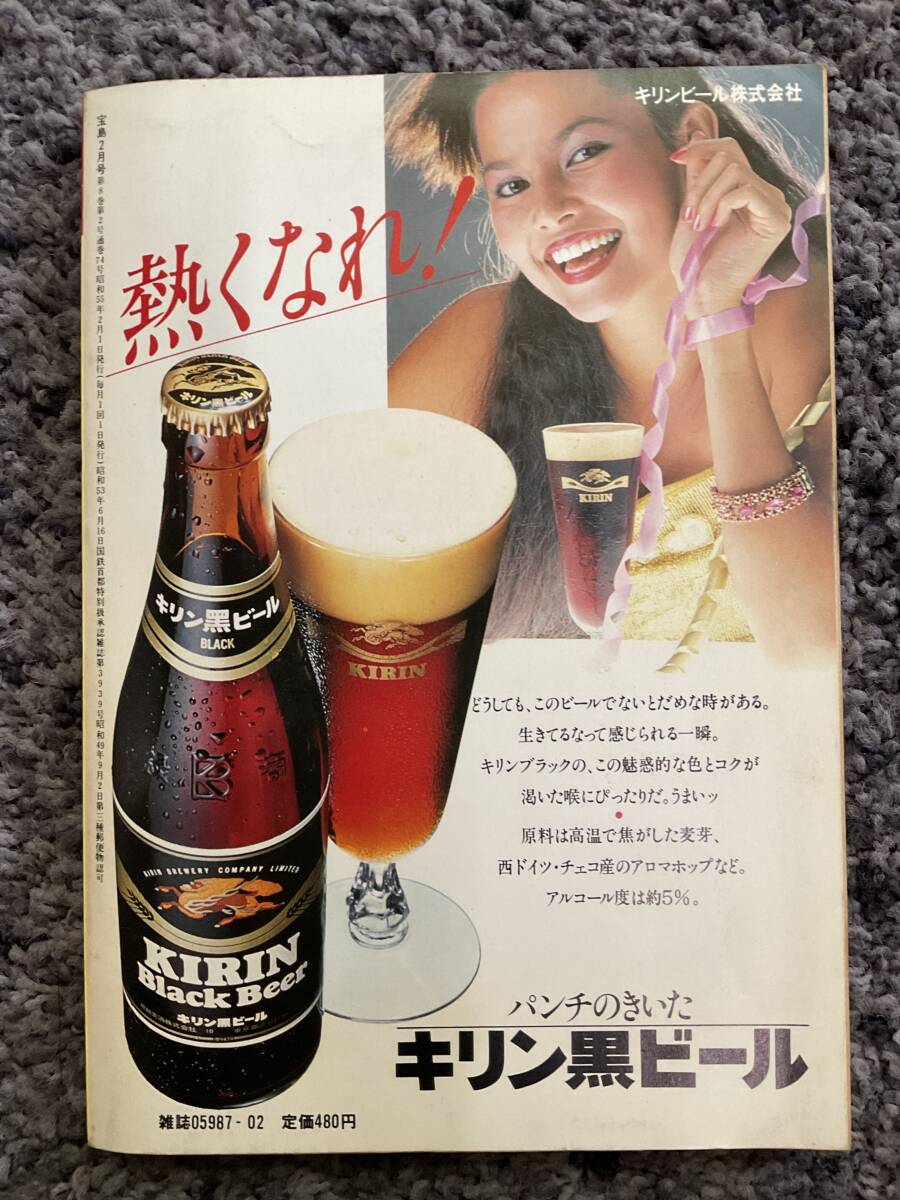 キリンビール株式会社
宝島2月号 第8巻第2号通巻74号昭和55年2月1日発行(毎月1回1日発行)昭和53年6月16日国鉄首都特別扱承認雑誌第3939号昭和49年9月2日第三種郵便物認可
熱くなれ!
キリン黒ビール
キリン黒ビール
BLACK
KIRIN
KIRIN
どうしても、このビールでないとだめな時がある。
生きてるなって感じられる一瞬。
キリンブラックの、この魅惑的な色とコクが
渇いた喉にぴったりだ。うまいッ
原料は高温で焦がした麦芽、
西ドイツ・チェコ産のアロマホップなど。
アルコール度は約5%。
KIRIN BREWERY COMPANY LIMITED
KIRIN
Black Beer
キリン黒ビール
パンチのきいた
キリン黒ビール
雑誌05987-02 定価480円